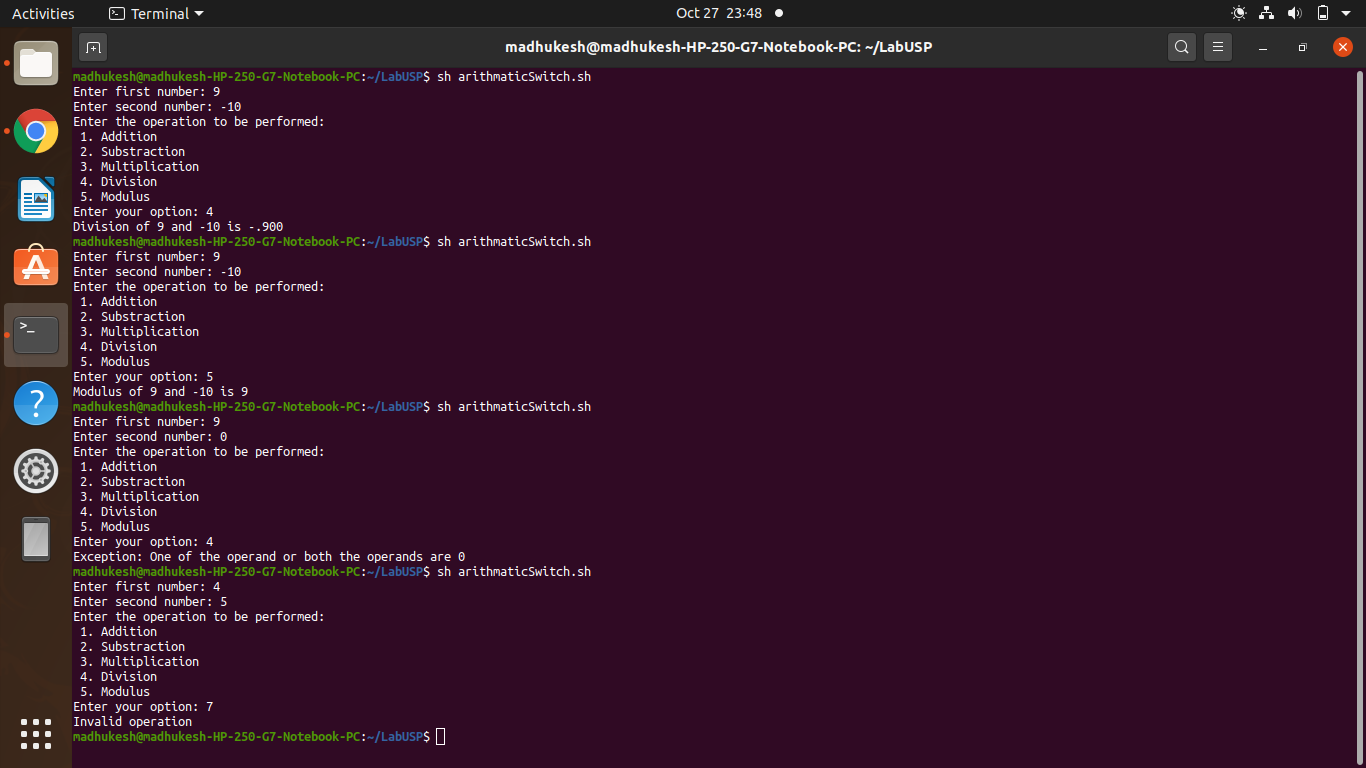 Activities Terminal Oct 27 23:48
madhukesh@madhukesh-HP-250-G7-Notebook-PC: ~/LabUSP
madhukesh@madhukesh-HP-250-G7-Notebook-PC:~/LabUSP$ sh arithmaticSwitch.sh
Enter first number: 9
Enter second number: -10
Enter the operation to be performed:
 1. Addition
 2. Substraction
 3. Multiplication
 4. Division
 5. Modulus
Enter your option: 4
Division of 9 and -10 is -.900
madhukesh@madhukesh-HP-250-G7-Notebook-PC:~/LabUSP$ sh arithmaticSwitch.sh
Enter first number: 9
Enter second number: -10
Enter the operation to be performed:
 1. Addition
 2. Substraction
 3. Multiplication
 4. Division
 5. Modulus
Enter your option: 5
Modulus of 9 and -10 is 9
madhukesh@madhukesh-HP-250-G7-Notebook-PC:~/LabUSP$ sh arithmaticSwitch.sh
Enter first number: 9
Enter second number: 0
Enter the operation to be performed:
 1. Addition
 2. Substraction
 3. Multiplication
 4. Division
 5. Modulus
Enter your option: 4
Exception: One of the operand or both the operands are 0
madhukesh@madhukesh-HP-250-G7-Notebook-PC:~/LabUSP$ sh arithmaticSwitch.sh
Enter first number: 4
Enter second number: 5
Enter the operation to be performed:
 1. Addition
 2. Substraction
 3. Multiplication
 4. Division
 5. Modulus
Enter your option: 7
Invalid operation
madhukesh@madhukesh-HP-250-G7-Notebook-PC:~/LabUSP$